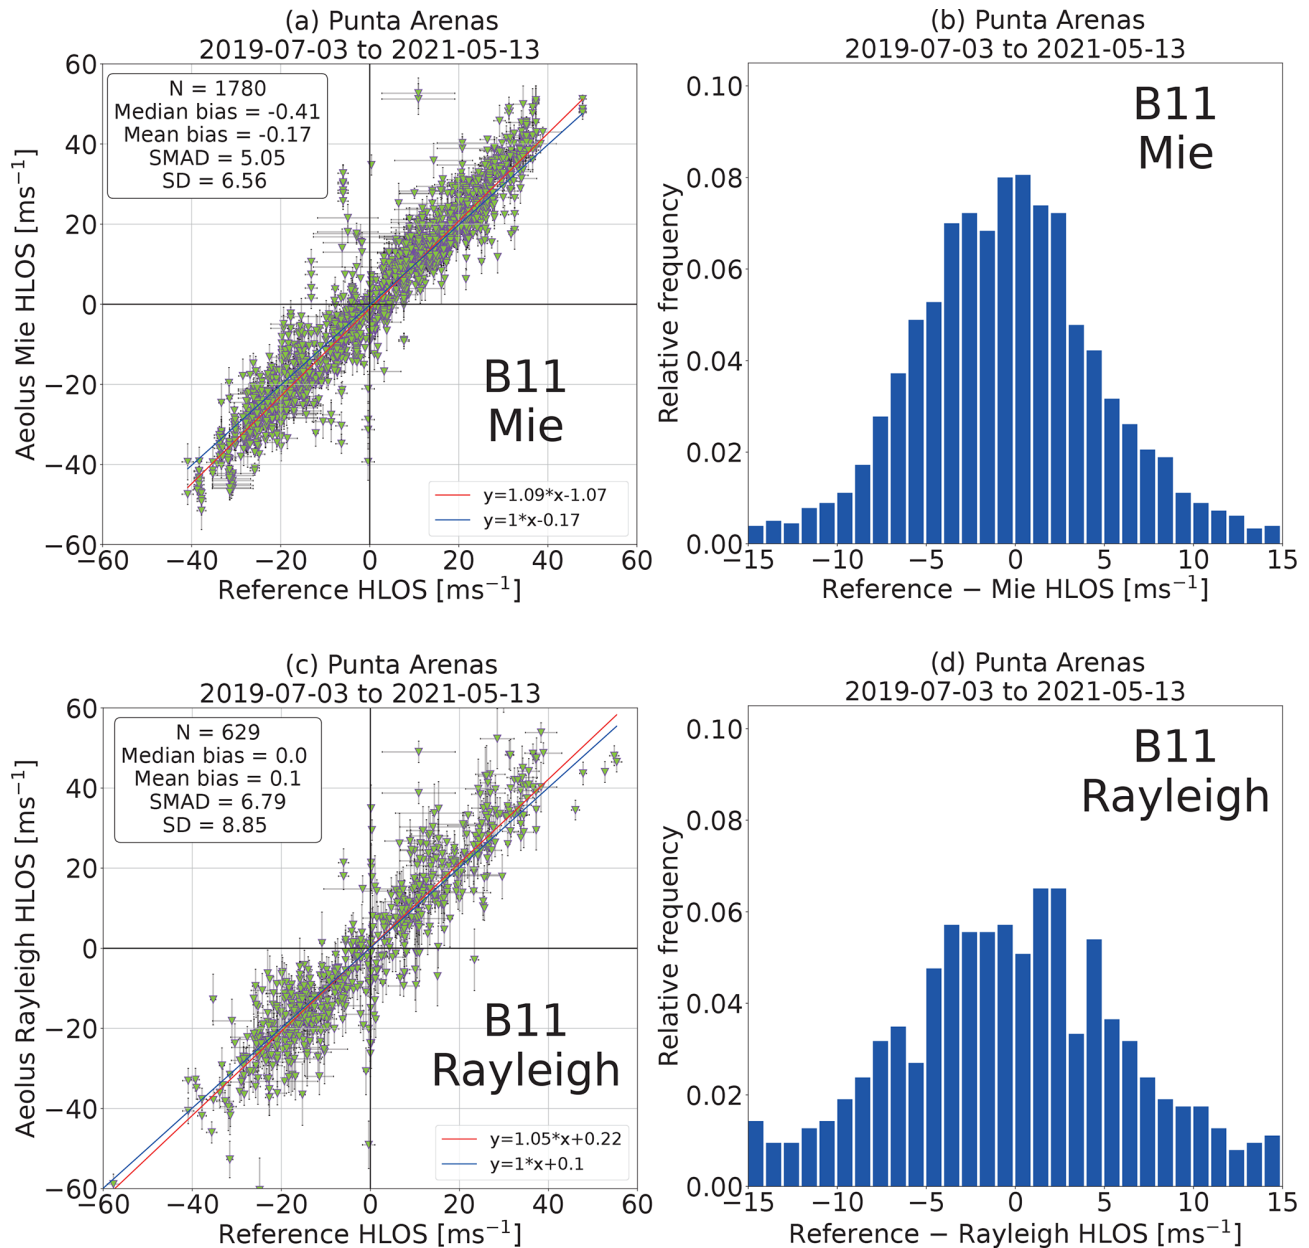 (a) Punta Arenas
2019-07-03 to 2021-05-13
N = 1780
Median bias = -0.41
Mean bias = -0.17
SMAD = 5.05
SD = 6.56
60
40
20
0
−20
−40
−60
Aeolus Mie HLOS [ms⁻¹]
B11
Mie
y=1.09*x-1.07
y=1*x-0.17
−60 −40 −20 0 20 40 60
Reference HLOS [ms⁻¹]
(b) Punta Arenas
2019-07-03 to 2021-05-13
B11
Mie
0.10
0.08
0.06
0.04
0.02
0.00
Relative frequency
−15 −10 −5 0 5 10 15
Reference − Mie HLOS [ms⁻¹]
(c) Punta Arenas
2019-07-03 to 2021-05-13
N = 629
Median bias = 0.0
Mean bias = 0.1
SMAD = 6.79
SD = 8.85
60
40
20
0
−20
−40
−60
Aeolus Rayleigh HLOS [ms⁻¹]
B11
Rayleigh
y=1.05*x+0.22
y=1*x+0.1
−60 −40 −20 0 20 40 60
Reference HLOS [ms⁻¹]
(d) Punta Arenas
2019-07-03 to 2021-05-13
B11
Rayleigh
0.10
0.08
0.06
0.04
0.02
0.00
Relative frequency
−15 −10 −5 0 5 10 15
Reference − Rayleigh HLOS [ms⁻¹]